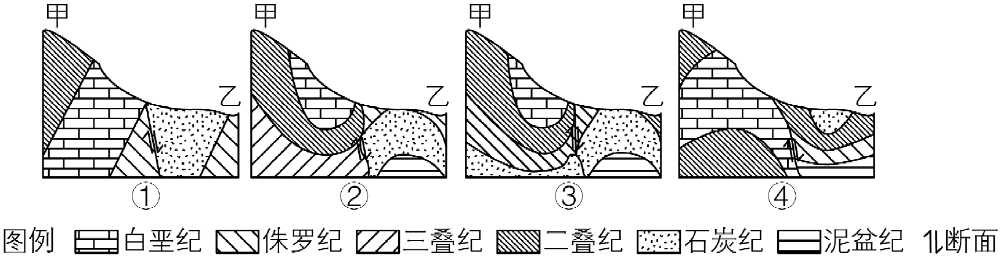 甲 甲 甲 甲
乙 乙 乙 乙
① ② ③ ④
图例 白垩纪 侏罗纪 三叠纪 二叠纪 石炭纪 泥盆纪 断面